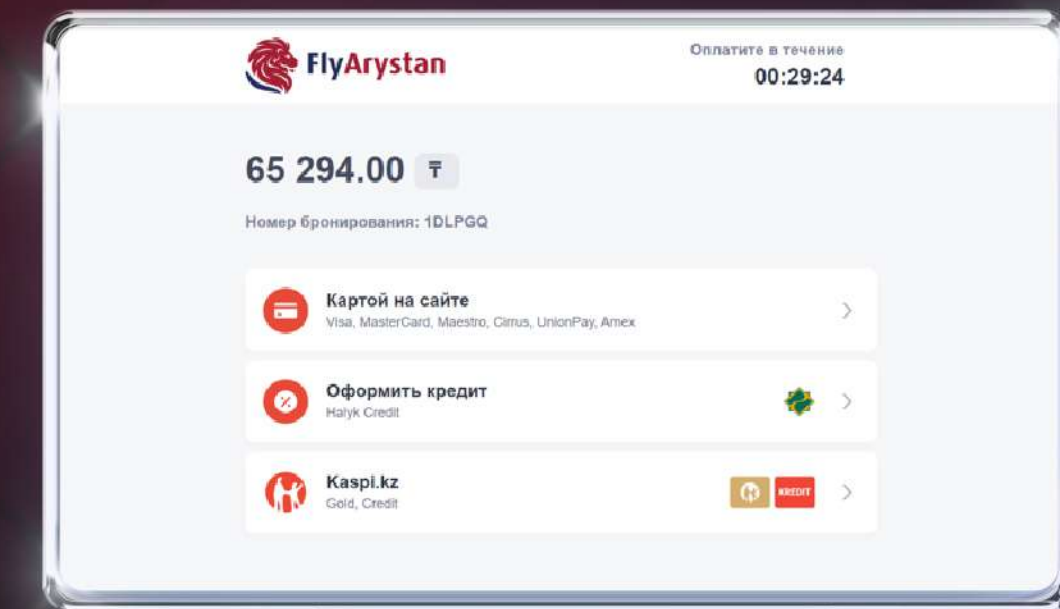 FlyArystan
Оплатите в течение
00:29:24
65 294.00 ₸
Номер бронирования: 1DLPGQ
Картой на сайте
Visa, MasterCard, Maestro, Cirrus, UnionPay, Amex
Оформить кредит
Halyk Credit
Kaspi.kz
Gold, Credit
KREDIT